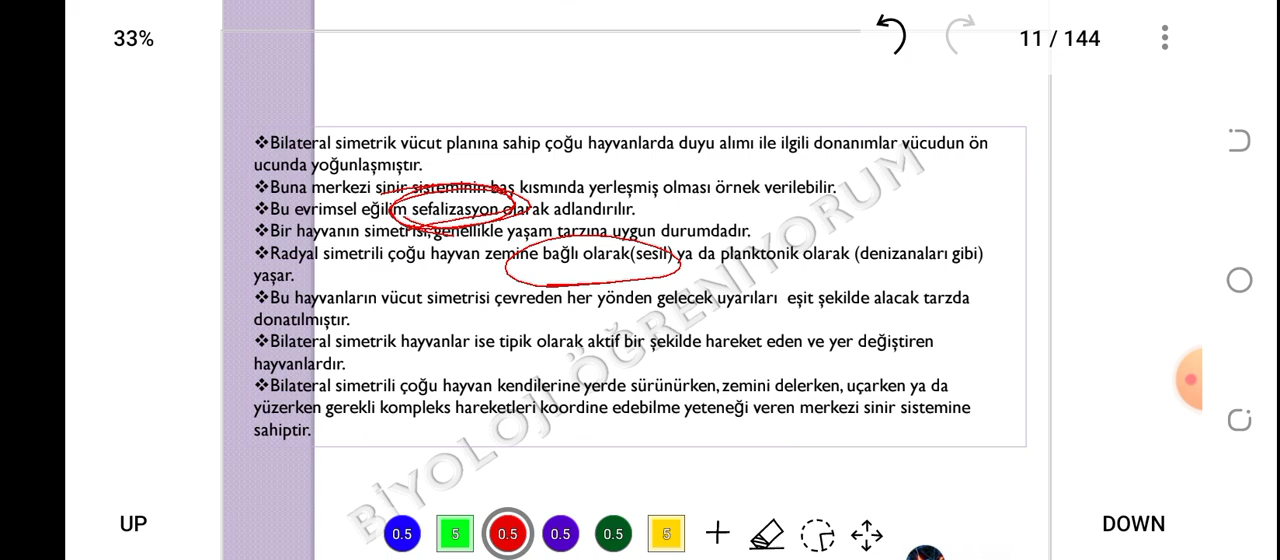 33%
11 / 144
❖Bilateral simetrik vücut planına sahip çoğu hayvanlarda duyu alımı ile ilgili donanımlar vücudun ön
ucunda yoğunlaşmıştır.
❖Buna merkezi sinir sisteminin baş kısmında yerleşmiş olması örnek verilebilir.
❖Bu evrimsel eğilim sefalizasyon olarak adlandırılır.
❖Bir hayvanın simetrisi, genellikle yaşam tarzına uygun durumdadır.
❖Radyal simetrili çoğu hayvan zemine bağlı olarak(sesil) ya da planktonik olarak (denizanaları gibi)
yaşar.
❖Bu hayvanların vücut simetrisi çevreden her yönden gelecek uyarıları eşit şekilde alacak tarzda
donatılmıştır.
❖Bilateral simetrik hayvanlar ise tipik olarak aktif bir şekilde hareket eden ve yer değiştiren
hayvanlardır.
❖Bilateral simetrili çoğu hayvan kendilerine yerde sürünürken, zemini delerken, uçarken ya da
yüzerken gerekli kompleks hareketleri koordine edebilme yeteneği veren merkezi sinir sistemine
sahiptir.
BİYOLOJİ ÖĞRENİYORUM
UP
DOWN
0.5 5 0.5 0.5 0.5 5